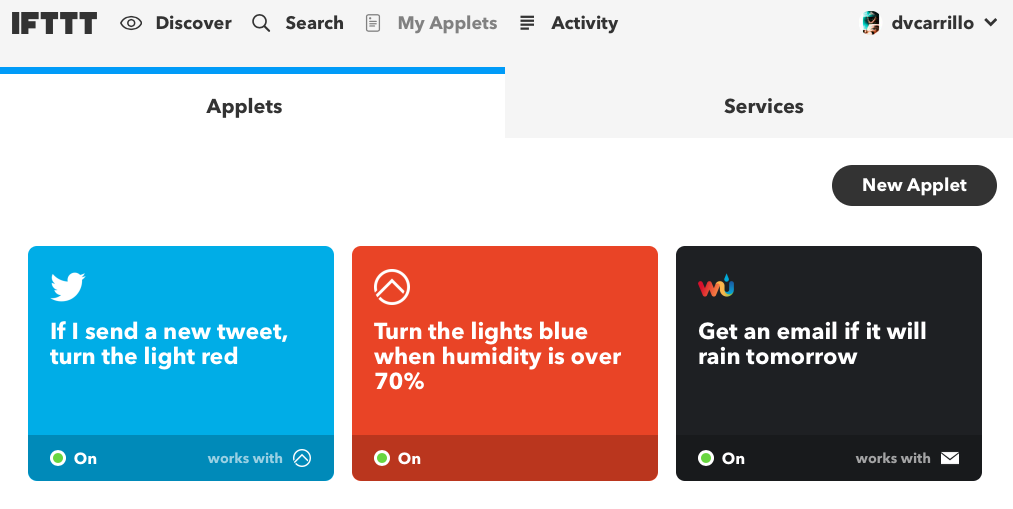 IFTTT Discover Search My Applets Activity dvcarrillo
Applets Services
New Applet
If I send a new tweet,
turn the light red
On works with
Turn the lights blue
when humidity is over
70%
On
wu
Get an email if it will
rain tomorrow
On works with